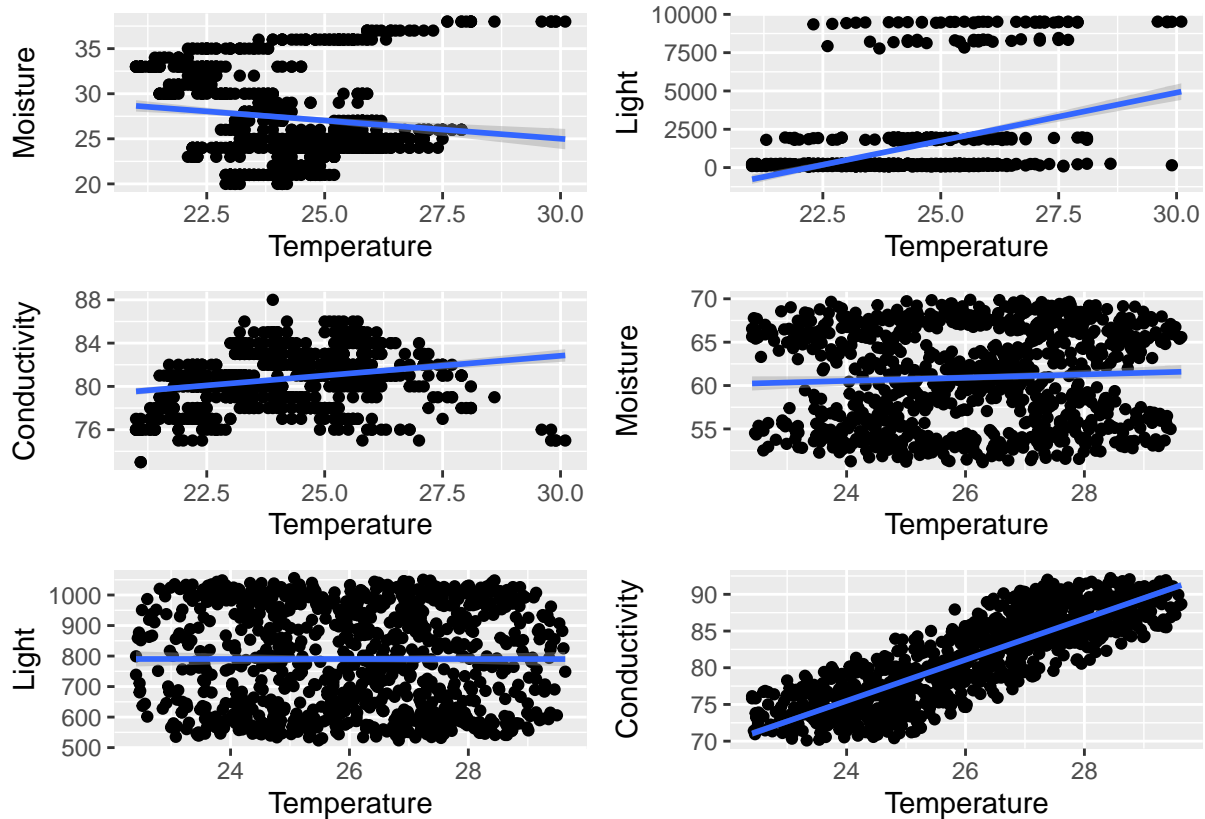 Moisture
35
30
25
20
22.5 25.0 27.5 30.0
Temperature
Light
10000
7500
5000
2500
0
22.5 25.0 27.5 30.0
Temperature
Conductivity
88
84
80
76
22.5 25.0 27.5 30.0
Temperature
Moisture
70
65
60
55
24 26 28
Temperature
Light
1000
900
800
700
600
500
24 26 28
Temperature
Conductivity
90
85
80
75
70
24 26 28
Temperature